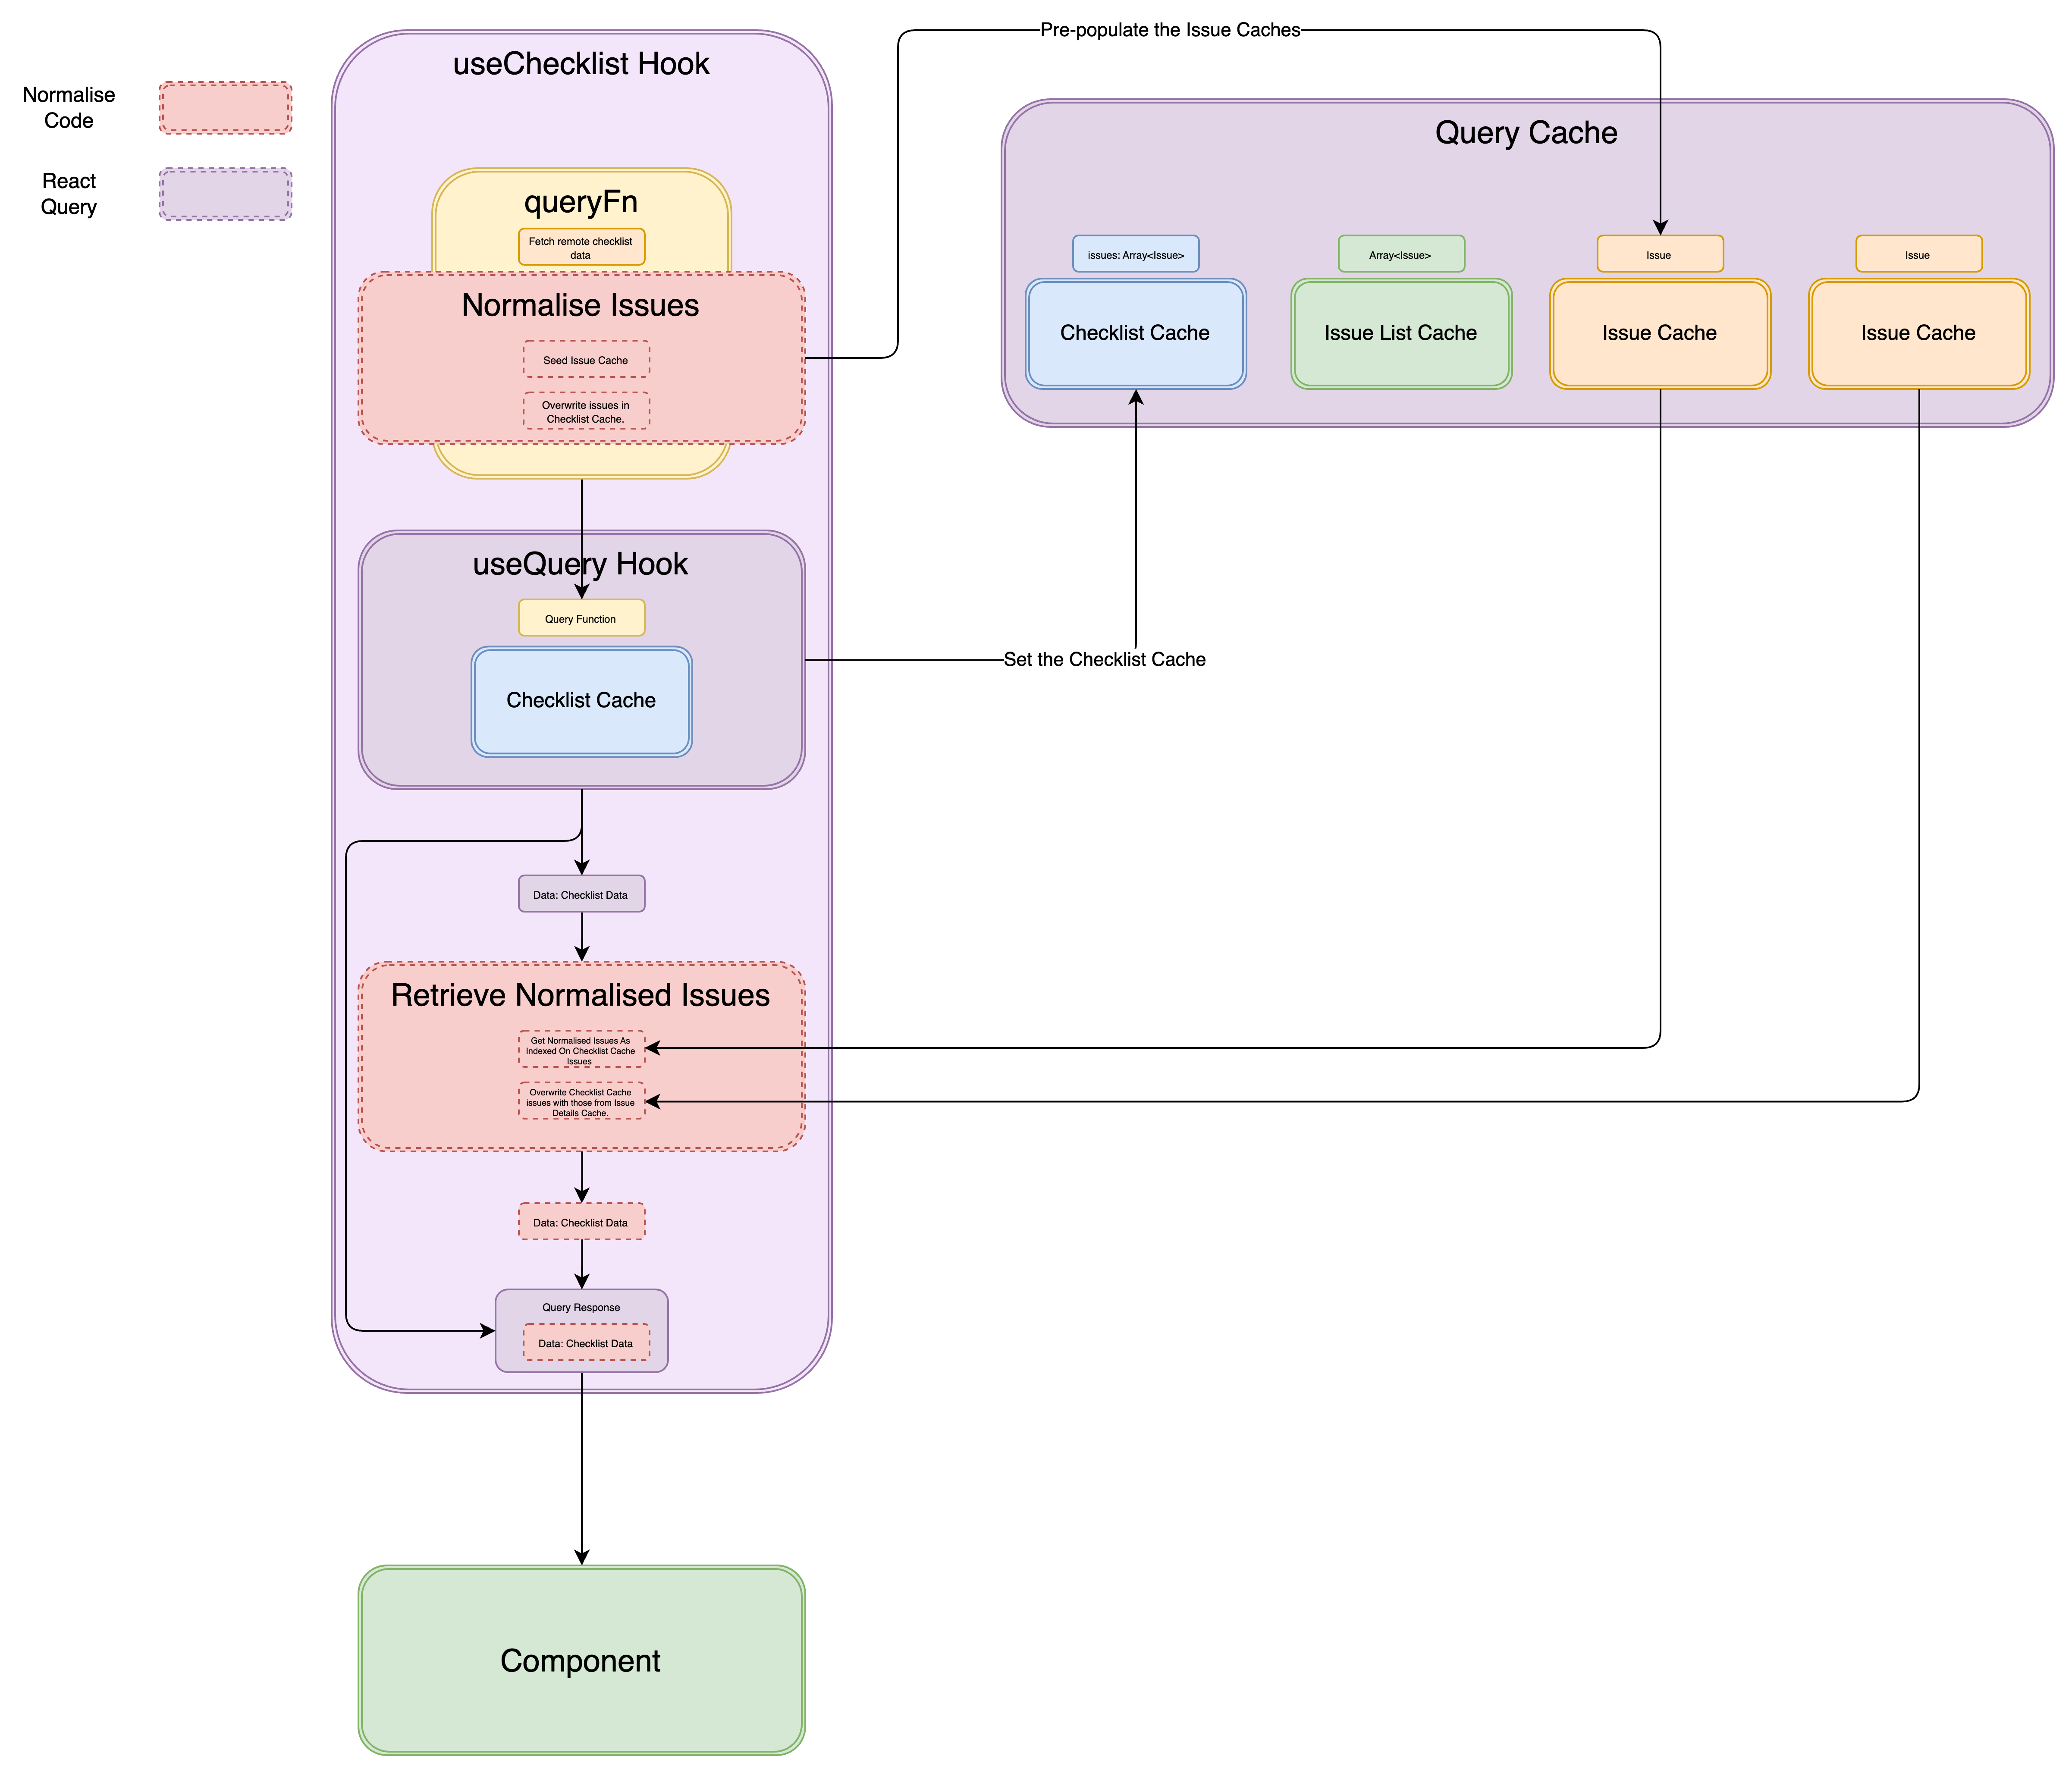 Normalise
Code
React
Query
useChecklist Hook
queryFn
Fetch remote checklist
data
Normalise Issues
Seed Issue Cache
Overwrite issues in
Checklist Cache.
useQuery Hook
Query Function
Checklist Cache
Data: Checklist Data
Retrieve Normalised Issues
Get Normalised Issues As
Indexed On Checklist Cache
Issues
Overwrite Checklist Cache
issues with those from Issue
Details Cache.
Data: Checklist Data
Query Response
Data: Checklist Data
Component
Pre-populate the Issue Caches
Query Cache
issues: Array<Issue>
Checklist Cache
Array<Issue>
Issue List Cache
Issue
Issue Cache
Issue
Issue Cache
Set the Checklist Cache